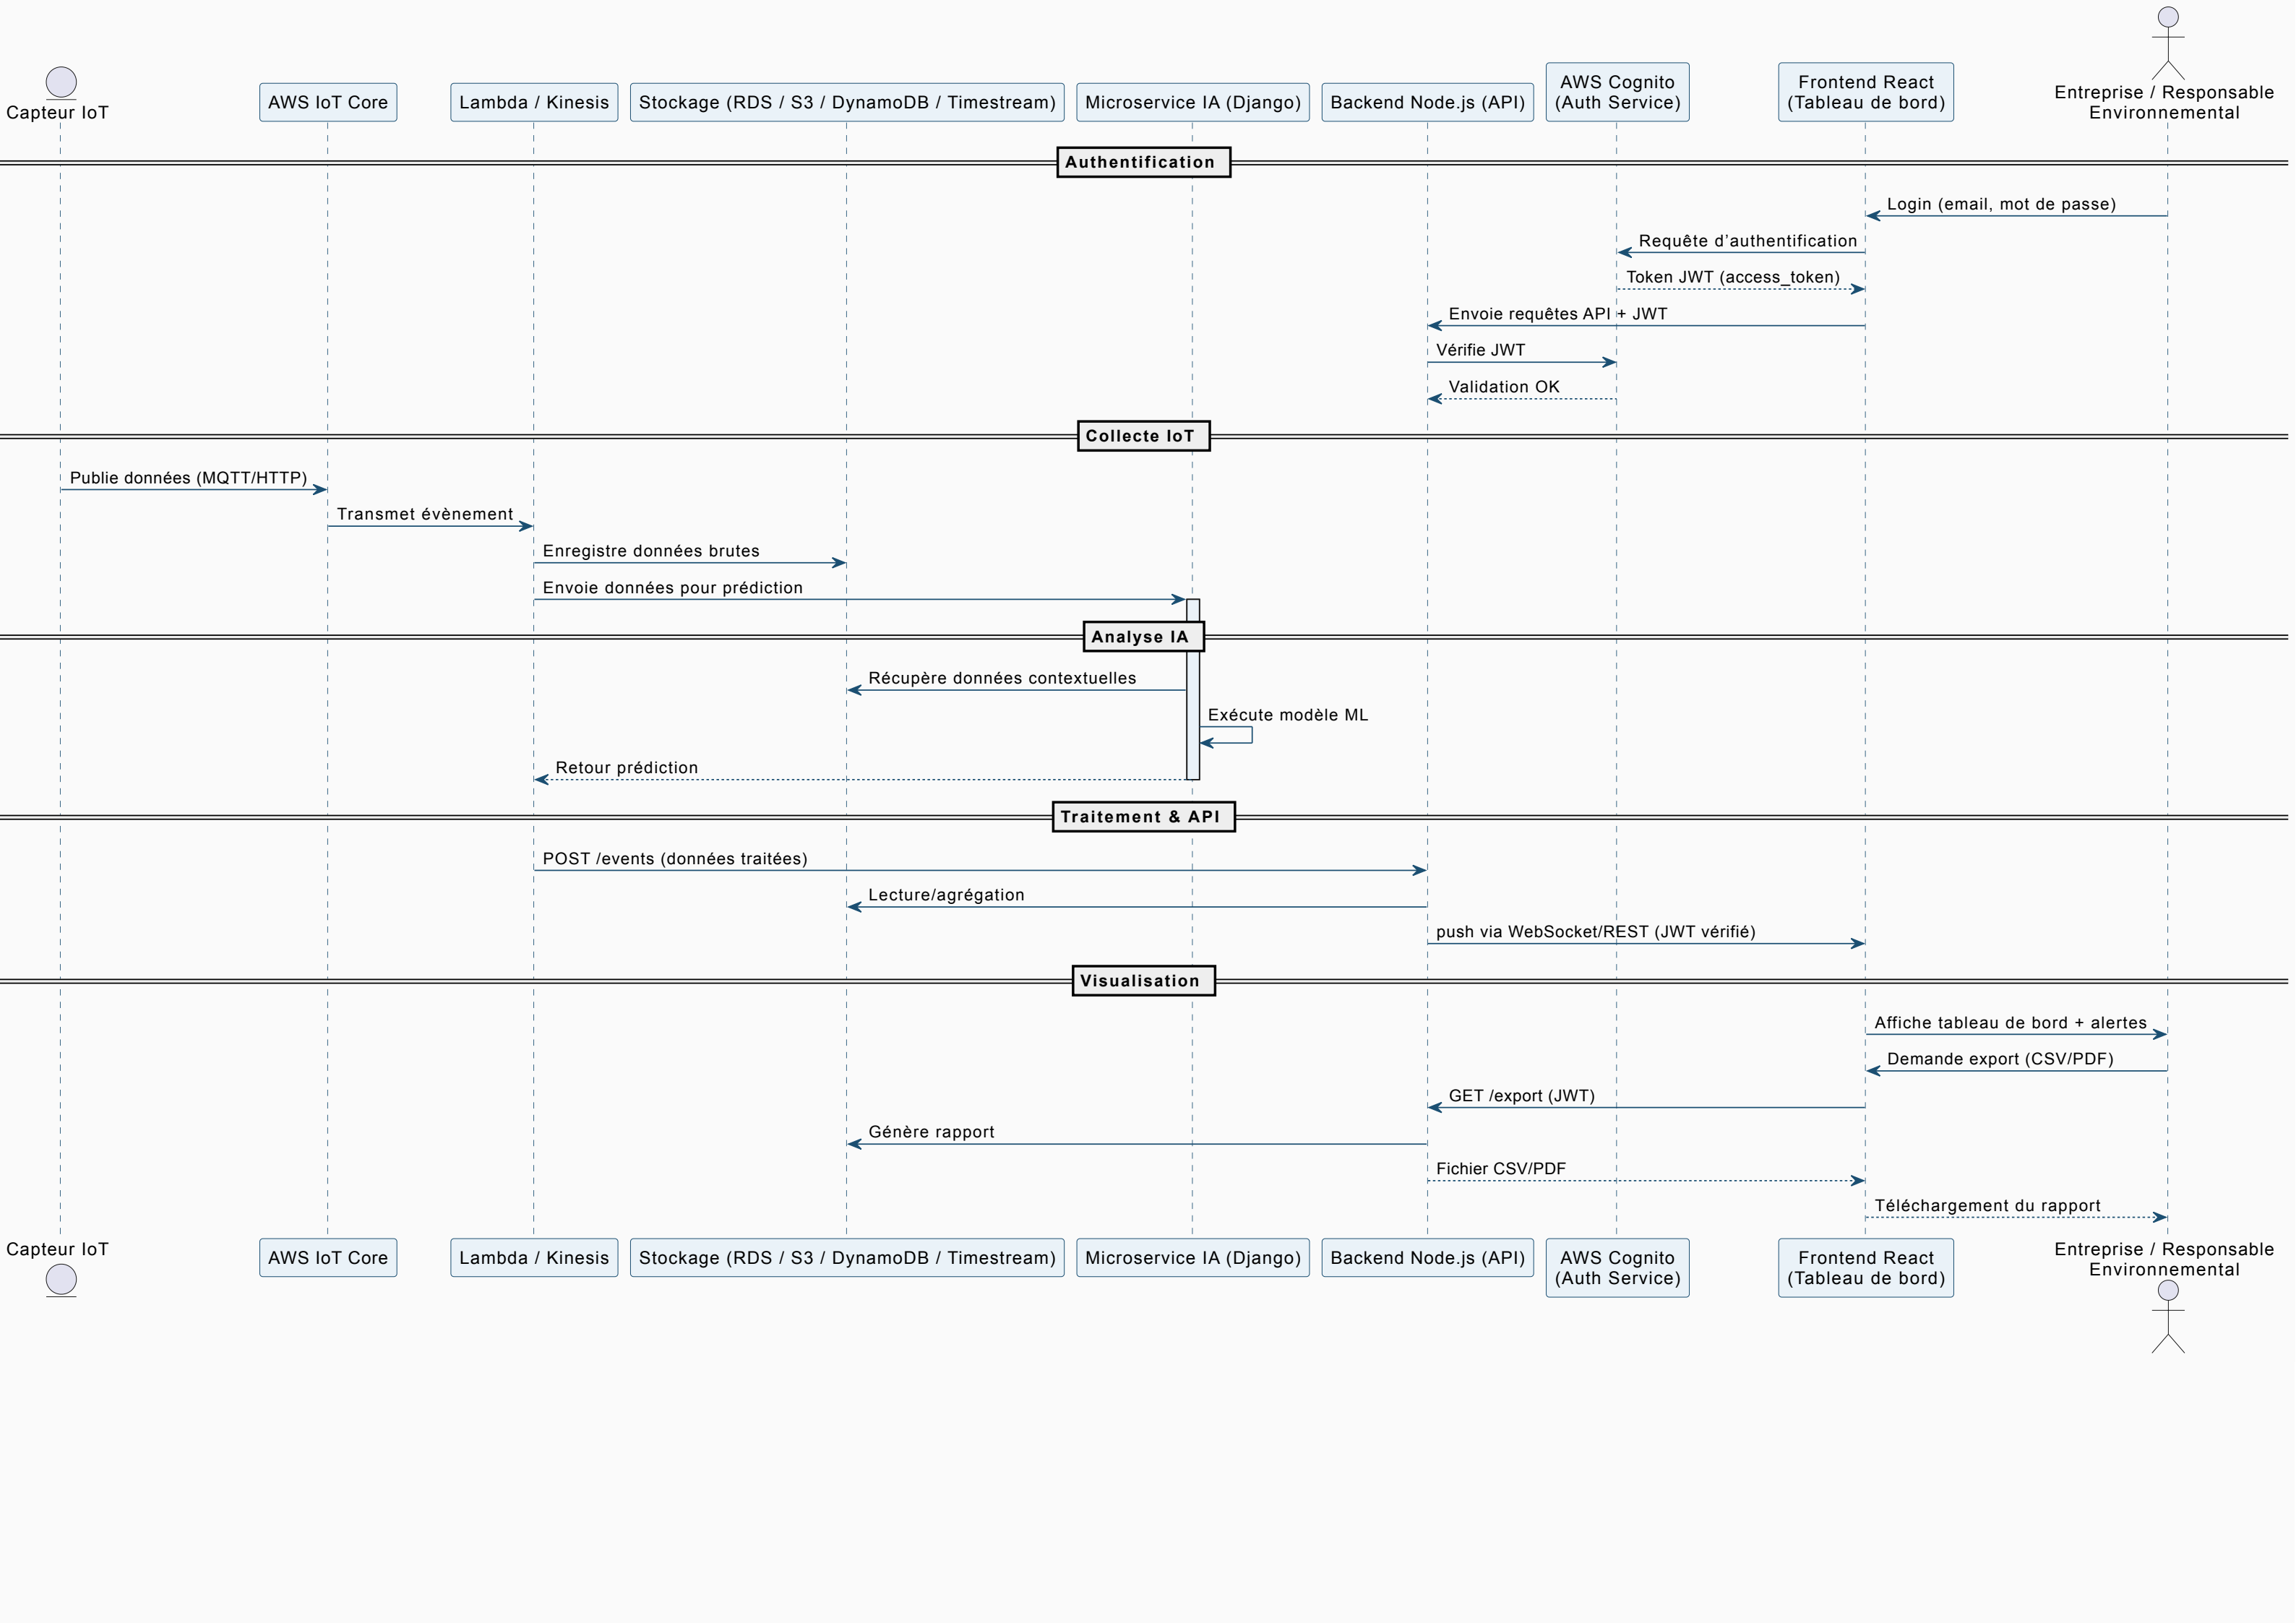 Capteur IoT
AWS IoT Core
Lambda / Kinesis
Stockage (RDS / S3 / DynamoDB / Timestream)
Microservice IA (Django)
Backend Node.js (API)
AWS Cognito
(Auth Service)
Frontend React
(Tableau de bord)
Entreprise / Responsable
Environnemental
Authentification
Login (email, mot de passe)
Requête d’authentification
Token JWT (access_token)
Envoie requêtes API + JWT
Vérifie JWT
Validation OK
Collecte IoT
Publie données (MQTT/HTTP)
Transmet évènement
Enregistre données brutes
Envoie données pour prédiction
Analyse IA
Récupère données contextuelles
Exécute modèle ML
Retour prédiction
Traitement & API
POST /events (données traitées)
Lecture/agrégation
push via WebSocket/REST (JWT vérifié)
Visualisation
Affiche tableau de bord + alertes
Demande export (CSV/PDF)
GET /export (JWT)
Génère rapport
Fichier CSV/PDF
Téléchargement du rapport
Capteur IoT
AWS IoT Core
Lambda / Kinesis
Stockage (RDS / S3 / DynamoDB / Timestream)
Microservice IA (Django)
Backend Node.js (API)
AWS Cognito
(Auth Service)
Frontend React
(Tableau de bord)
Entreprise / Responsable
Environnemental